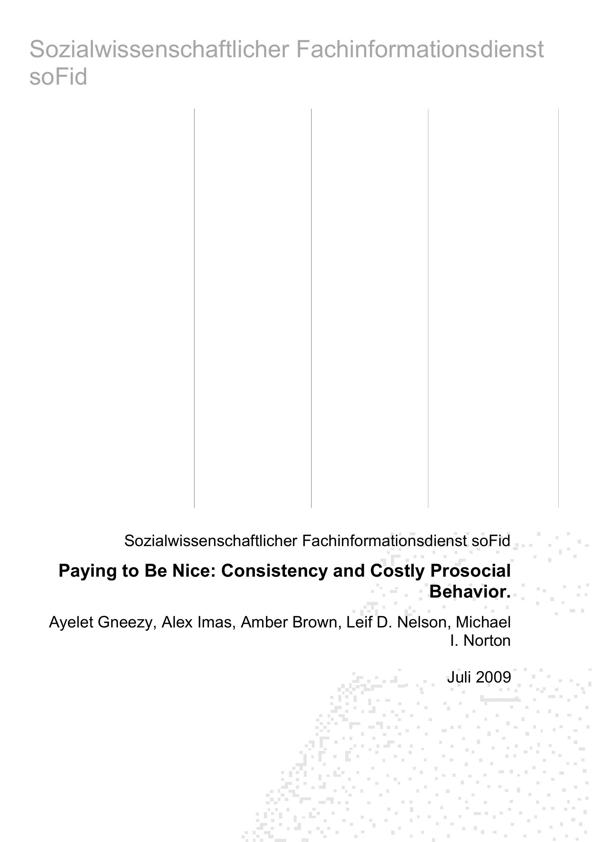 Sozialwissenschaftlicher Fachinformationsdienst
soFid
Sozialwissenschaftlicher Fachinformationsdienst soFid
Paying to Be Nice: Consistency and Costly Prosocial
Behavior.
Ayelet Gneezy, Alex Imas, Amber Brown, Leif D. Nelson, Michael
I. Norton
Juli 2009